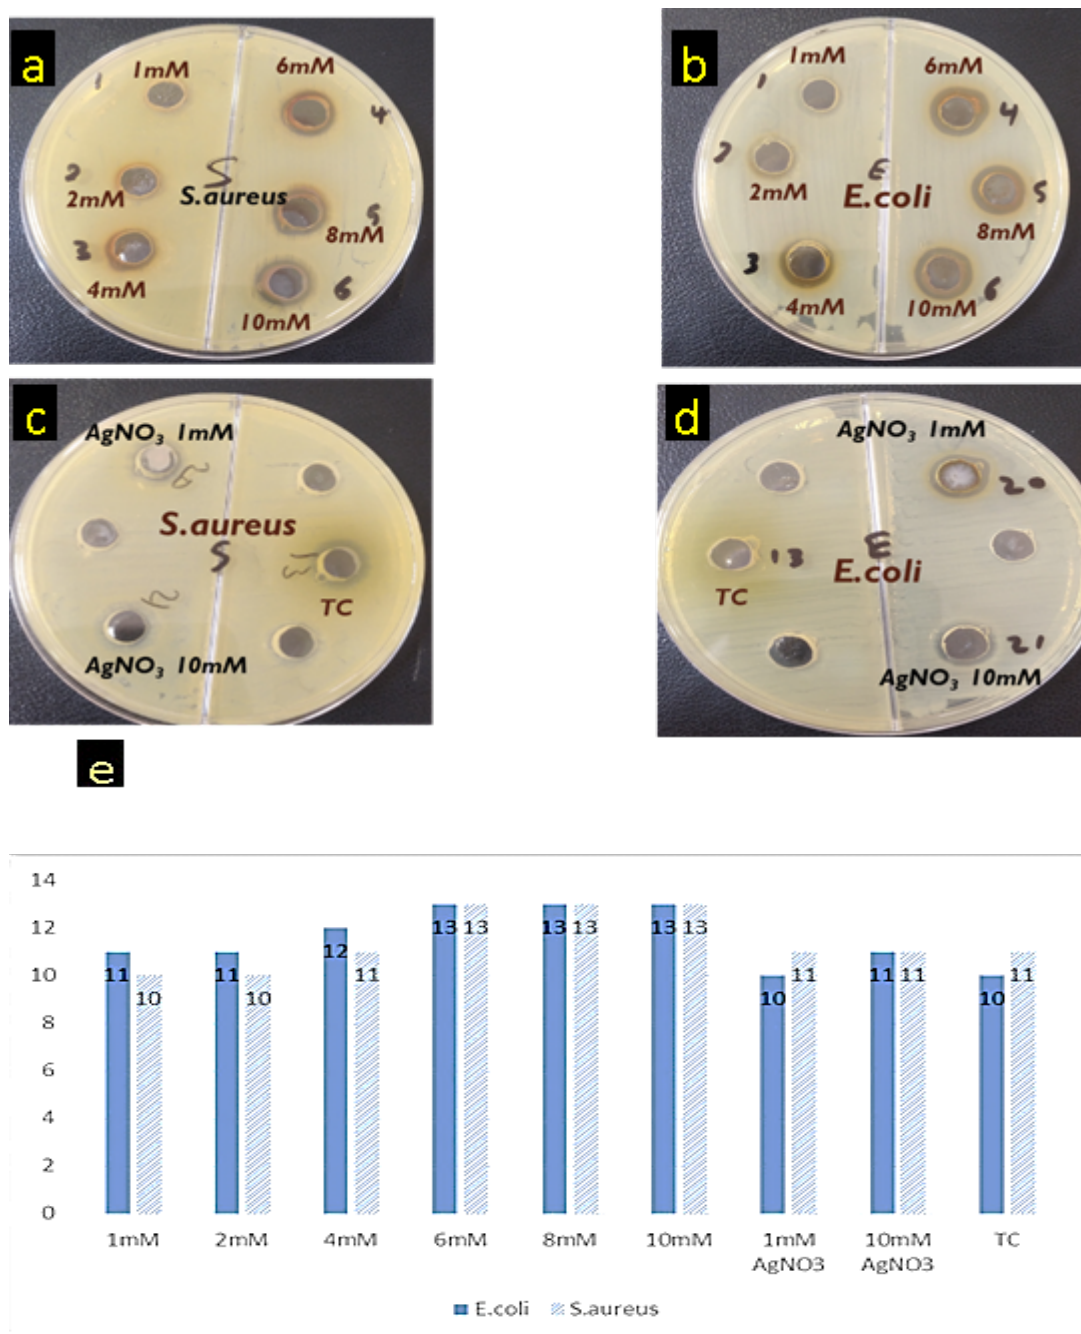 a
1mM
6mM
1
4
2
S
S.aureus
2mM
5
8mM
3
4mM
6
10mM
b
1mM
6mM
1
4
2
E
2mM
E.coli
5
8mM
3
4mM
10mM
6
c
AgNO₃ 1mM
20
S.aureus
S
13
TC
21
AgNO₃ 10mM
d
AgNO₃ 1mM
20
E
13
E.coli
TC
21
AgNO₃ 10mM
e
14
12
10
8
6
4
2
0
11 10 11 10 12 11 13 13 13 13 13 13 10 11 11 11 10 11
1mM 2mM 4mM 6mM 8mM 10mM 1mM AgNO3 10mM AgNO3 TC
E.coli S.aureus